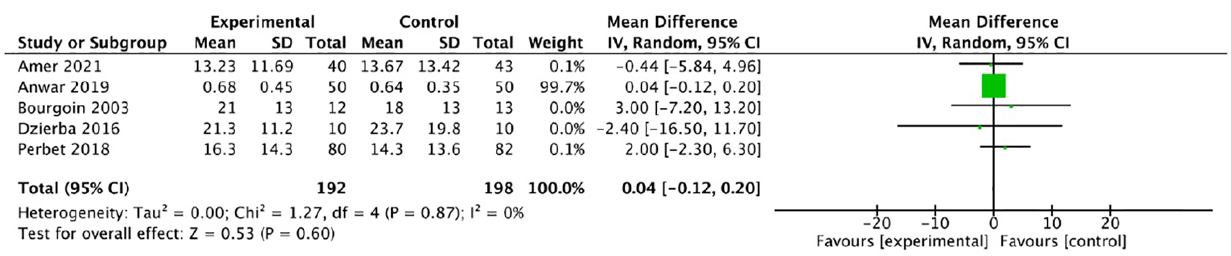 Experimental Control Mean Difference Mean Difference
Study or Subgroup Mean SD Total Mean SD Total Weight IV, Random, 95% CI IV, Random, 95% CI
Amer 2021 13.23 11.69 40 13.67 13.42 43 0.1% −0.44 [−5.84, 4.96]
Anwar 2019 0.68 0.45 50 0.64 0.35 50 99.7% 0.04 [−0.12, 0.20]
Bourgoin 2003 21 13 12 18 13 13 0.0% 3.00 [−7.20, 13.20]
Dzierba 2016 21.3 11.2 10 23.7 19.8 10 0.0% −2.40 [−16.50, 11.70]
Perbet 2018 16.3 14.3 80 14.3 13.6 82 0.1% 2.00 [−2.30, 6.30]
Total (95% CI) 192 198 100.0% 0.04 [−0.12, 0.20]
Heterogeneity: Tau² = 0.00; Chi² = 1.27, df = 4 (P = 0.87); I² = 0%
Test for overall effect: Z = 0.53 (P = 0.60)
−20 −10 0 10 20
Favours [experimental] Favours [control]